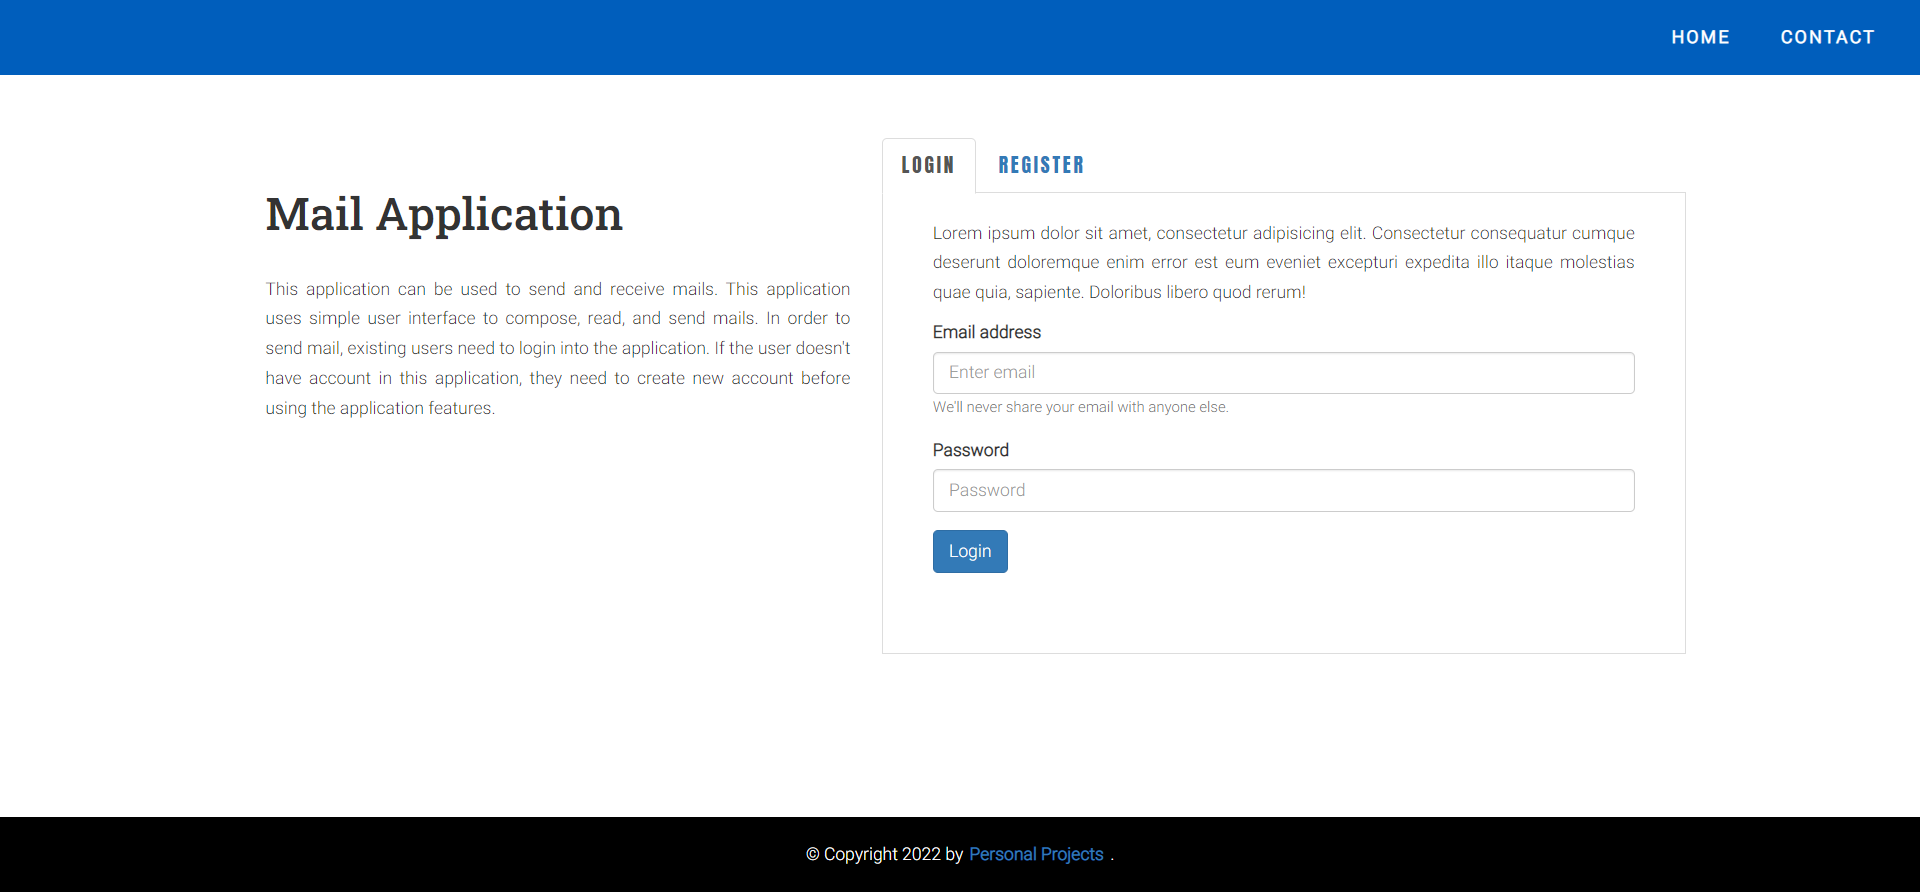 HOME CONTACT
Mail Application
This application can be used to send and receive mails. This application
uses simple user interface to compose, read, and send mails. In order to
send mail, existing users need to login into the application. If the user doesn't
have account in this application, they need to create new account before
using the application features.
LOGIN REGISTER
Lorem ipsum dolor sit amet, consectetur adipisicing elit. Consectetur consequatur cumque
deserunt doloremque enim error est eum eveniet excepturi expedita illo itaque molestias
quae quia, sapiente. Doloribus libero quod rerum!
Email address
Enter email
We'll never share your email with anyone else.
Password
Password
Login
© Copyright 2022 by Personal Projects .